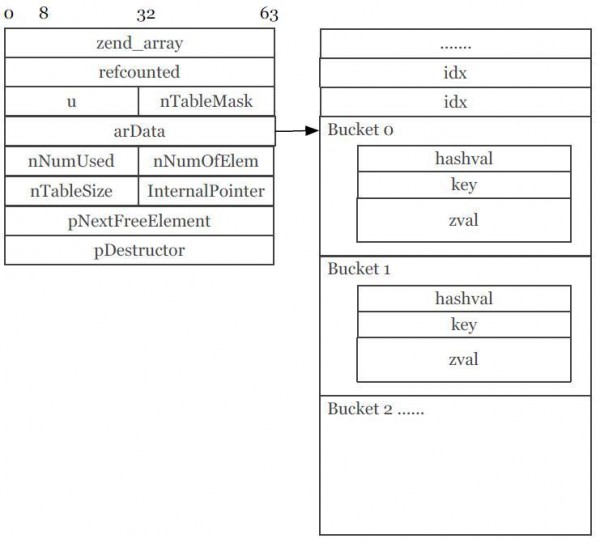 0 8 32 63
zend_array
refcounted
u nTableMask
arData
nNumUsed nNumOfElem
nTableSize InternalPointer
pNextFreeElement
pDestructor
.......
idx
idx
Bucket 0
hashval
key
zval
Bucket 1
hashval
key
zval
Bucket 2 ......